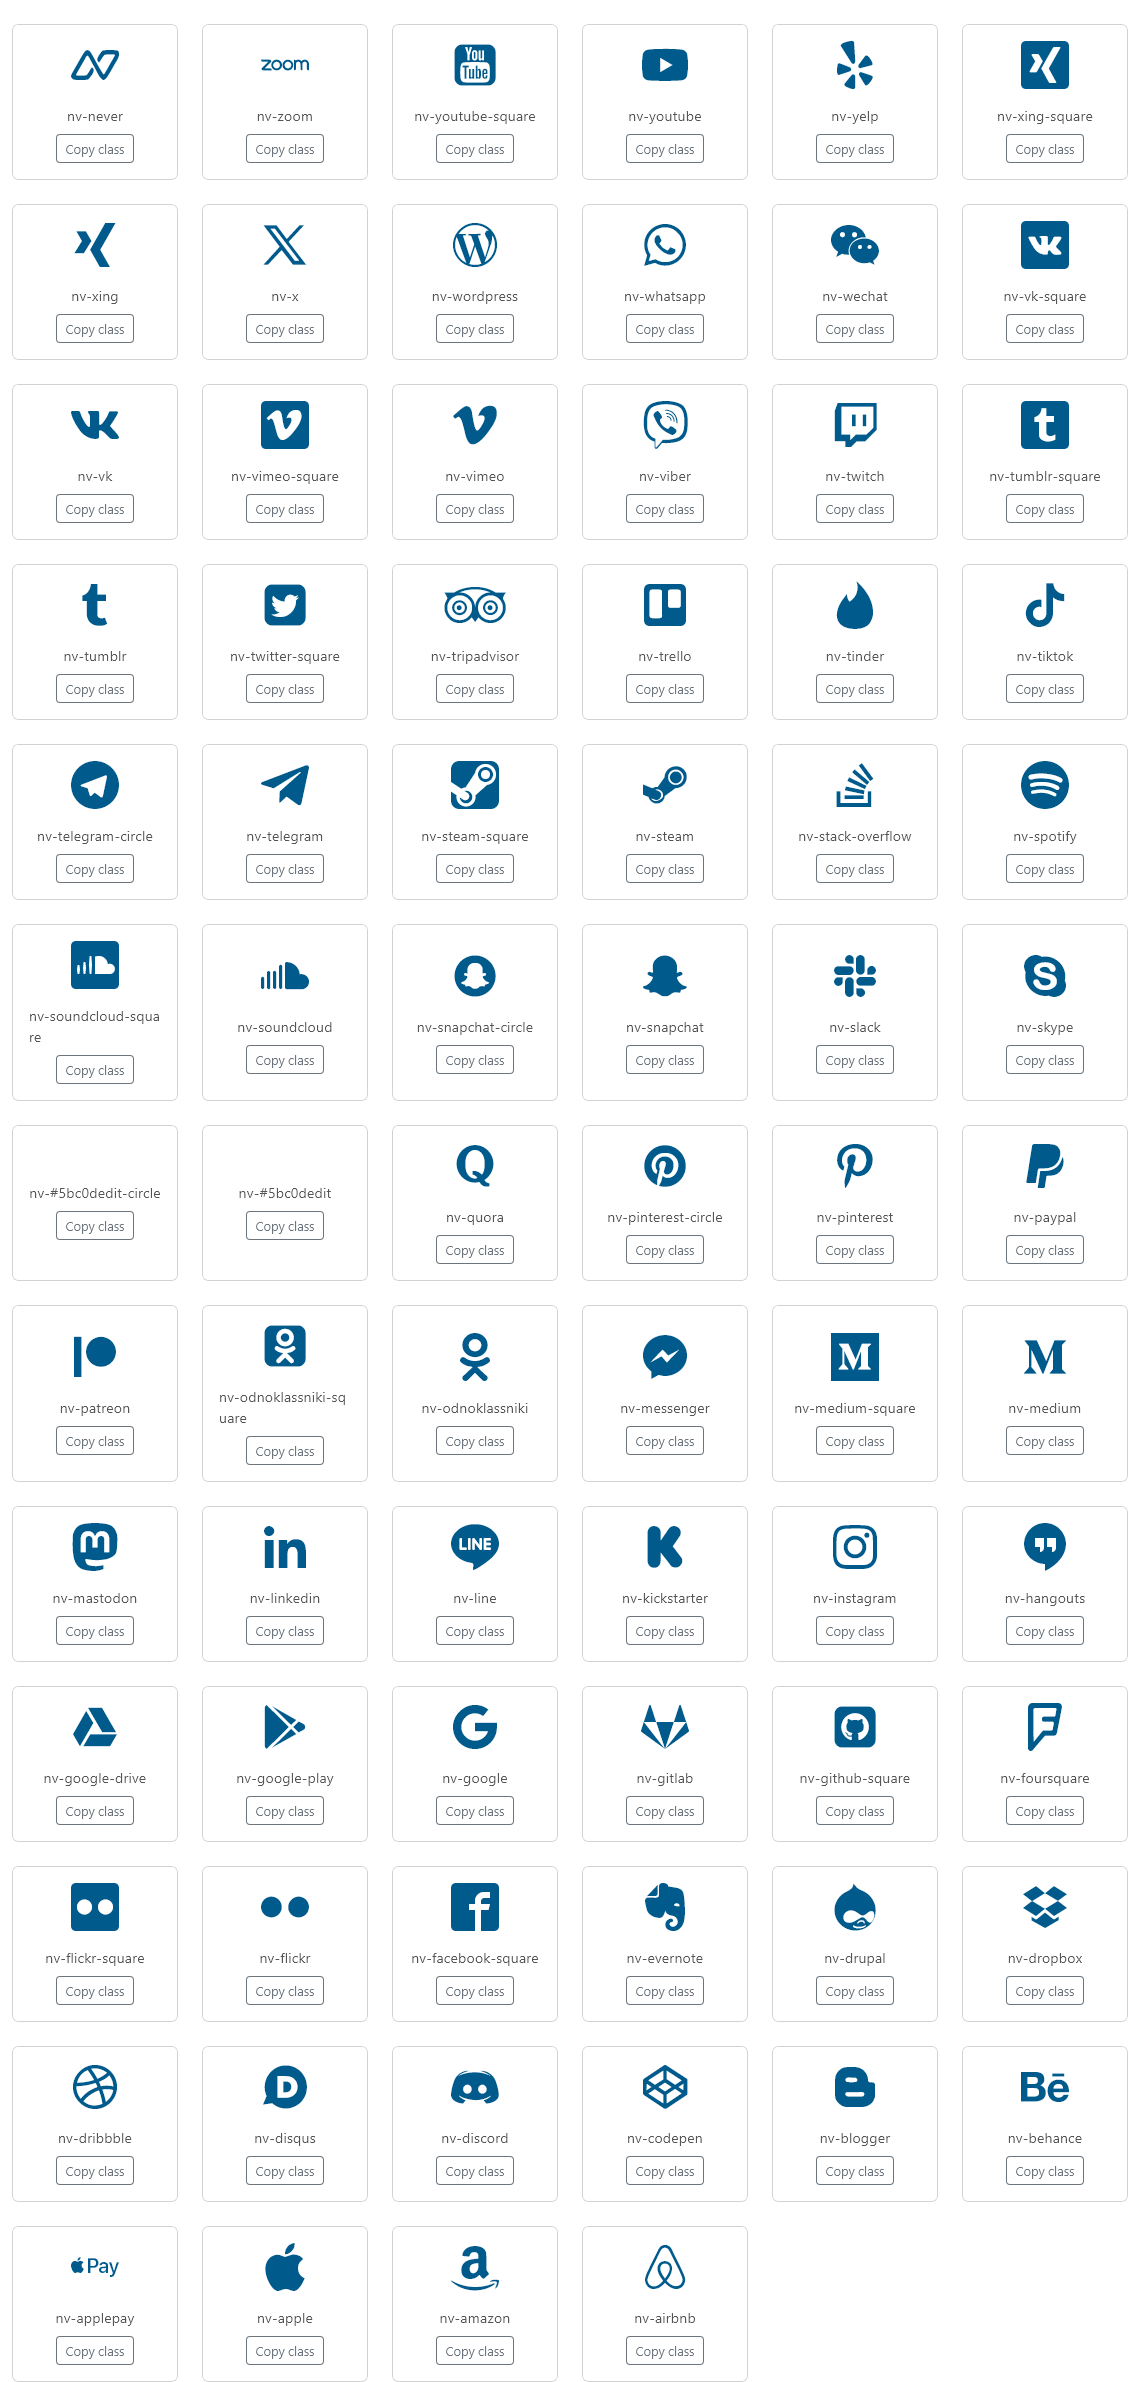 zoom
You
Tube
nv-never
nv-zoom
nv-youtube-square
nv-youtube
nv-yelp
nv-xing-square
Copy class
Copy class
Copy class
Copy class
Copy class
Copy class
nv-xing
nv-x
nv-wordpress
nv-whatsapp
nv-wechat
nv-vk-square
Copy class
Copy class
Copy class
Copy class
Copy class
Copy class
nv-vk
nv-vimeo-square
nv-vimeo
nv-viber
nv-twitch
nv-tumblr-square
Copy class
Copy class
Copy class
Copy class
Copy class
Copy class
nv-tumblr
nv-twitter-square
nv-tripadvisor
nv-trello
nv-tinder
nv-tiktok
Copy class
Copy class
Copy class
Copy class
Copy class
Copy class
nv-telegram-circle
nv-telegram
nv-steam-square
nv-steam
nv-stack-overflow
nv-spotify
Copy class
Copy class
Copy class
Copy class
Copy class
Copy class
nv-soundcloud-squa
re
nv-soundcloud
nv-snapchat-circle
nv-snapchat
nv-slack
nv-skype
Copy class
Copy class
Copy class
Copy class
Copy class
Copy class
nv-#5bc0dedit-circle
nv-#5bc0dedit
nv-quora
nv-pinterest-circle
nv-pinterest
nv-paypal
Copy class
Copy class
Copy class
Copy class
Copy class
Copy class
nv-patreon
nv-odnoklassniki-sq
uare
nv-odnoklassniki
nv-messenger
nv-medium-square
nv-medium
Copy class
Copy class
Copy class
Copy class
Copy class
Copy class
in
LINE
nv-mastodon
nv-linkedin
nv-line
nv-kickstarter
nv-instagram
nv-hangouts
Copy class
Copy class
Copy class
Copy class
Copy class
Copy class
nv-google-drive
nv-google-play
nv-google
nv-gitlab
nv-github-square
nv-foursquare
Copy class
Copy class
Copy class
Copy class
Copy class
Copy class
nv-flickr-square
nv-flickr
nv-facebook-square
nv-evernote
nv-drupal
nv-dropbox
Copy class
Copy class
Copy class
Copy class
Copy class
Copy class
Bē
nv-dribbble
nv-disqus
nv-discord
nv-codepen
nv-blogger
nv-behance
Copy class
Copy class
Copy class
Copy class
Copy class
Copy class
Pay
nv-applepay
nv-apple
nv-amazon
nv-airbnb
Copy class
Copy class
Copy class
Copy class